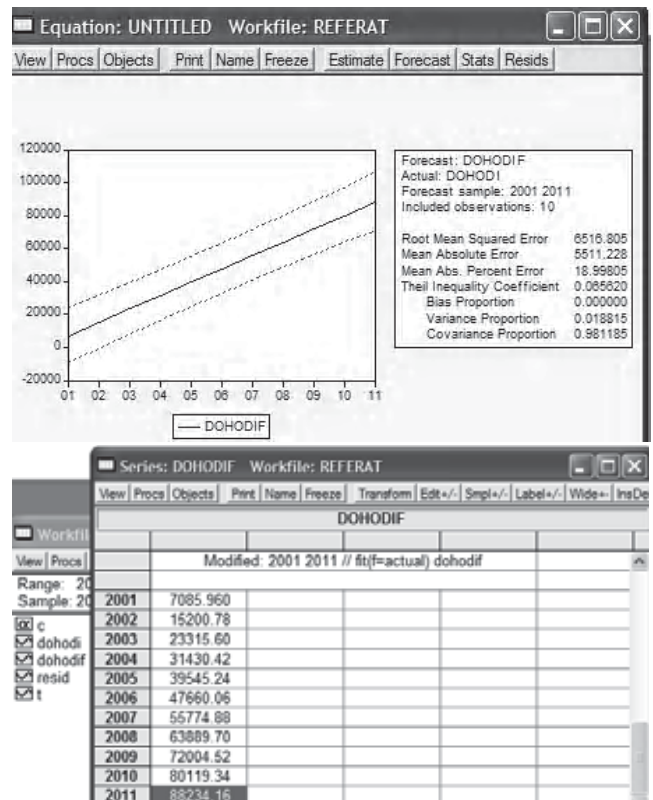 Equation: UNTITLED Workfile: REFERAT
View Procs Objects Print Name Freeze Estimate Forecast Stats Resids
120000
100000
80000
60000
40000
20000
0
-20000
01 02 03 04 05 06 07 08 09 10 11
DOHODIF
Forecast: DOHODIF
Actual: DOHODI
Forecast sample: 2001 2011
Included observations: 10
Root Mean Squared Error 6516.805
Mean Absolute Error 5511.228
Mean Abs. Percent Error 18.99805
Theil Inequality Coefficient 0.065620
Bias Proportion 0.000000
Variance Proportion 0.018815
Covariance Proportion 0.981185
Series: DOHODIF Workfile: REFERAT
View Procs Objects Print Name Freeze Transform Edit+/- Smpl+/- Label+/- Wide+- InsDe
DOHODIF
Modified: 2001 2011 // fit(f=actual) dohodif
2001 7085.960
2002 15200.78
2003 23315.60
2004 31430.42
2005 39545.24
2006 47660.06
2007 55774.88
2008 63889.70
2009 72004.52
2010 80119.34
2011 88234.16
Workfil
View Procs
Range: 20
Sample: 20
c
dohodi
dohodif
resid
t